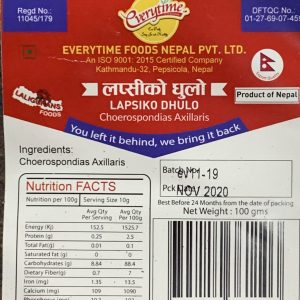 Regd No.:
11045/179
DFTQC No.:
01-27-69-07-45
Everytime
EVERYTIME FOODS NEPAL PVT. LTD.
An ISO 9001: 2015 Certified Company
Kathmandu-32, Pepsicola, Nepal
लप्सीको धुलो
LAPSIKO DHULO
Choerospondias Axillaris
LALIGURANS
FOODS
Product of Nepal
You left it behind, we bring it back
Ingredients:
Choerospondias Axillaris
Nutrition FACTS
Nutrition per 100g
Serving Size 10g
Avg Qty Per Serving
Avg Qty Per 100g
Energy (Kj) 152.5 1525.7
Protein (g) 0.25 2.5
Total Fat(g) 0.01 0.1
Saturated fat (g) 0 0
Carbohydrates (g) 8.84 88.4
Dietary Fiber(g) 0.7 7
Iron (mg) 1.35 13.5
Calcium (mg) 109 1090
Batch No.
ev11-19
Pck Date
NOV 2020
Best Before 24 Months from the date of packing
Net Weight : 100 gms